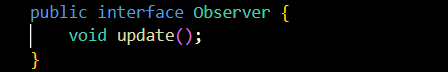 public interface Observer {
    void update();
}